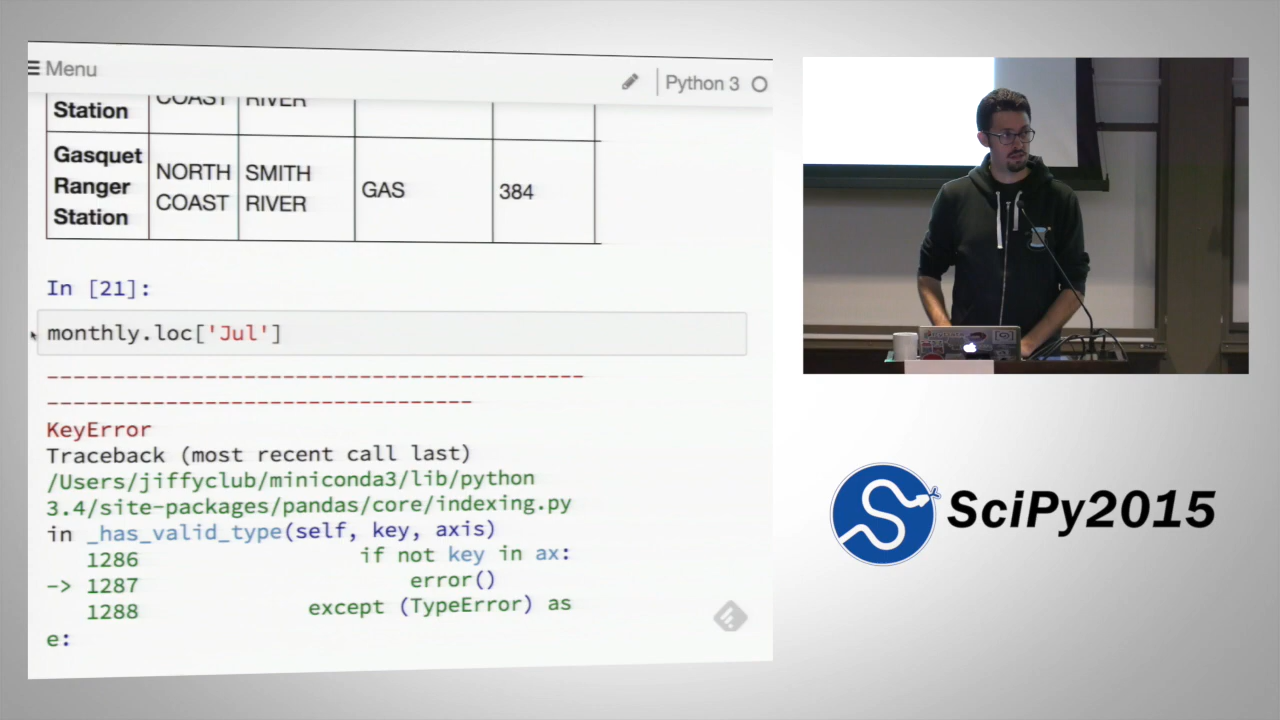 Menu
Python 3
Station
COAST
RIVER
Gasquet
Ranger
Station
NORTH
COAST
SMITH
RIVER
GAS
384
In [21]:
monthly.loc['Jul']
---------------------------------------------------------------------------
KeyError
Traceback (most recent call last)
/Users/jiffyclub/miniconda3/lib/python
3.4/site-packages/pandas/core/indexing.py
in _has_valid_type(self, key, axis)
1286 if not key in ax:
-> 1287 error()
1288 except (TypeError) as
e:
SciPy2015